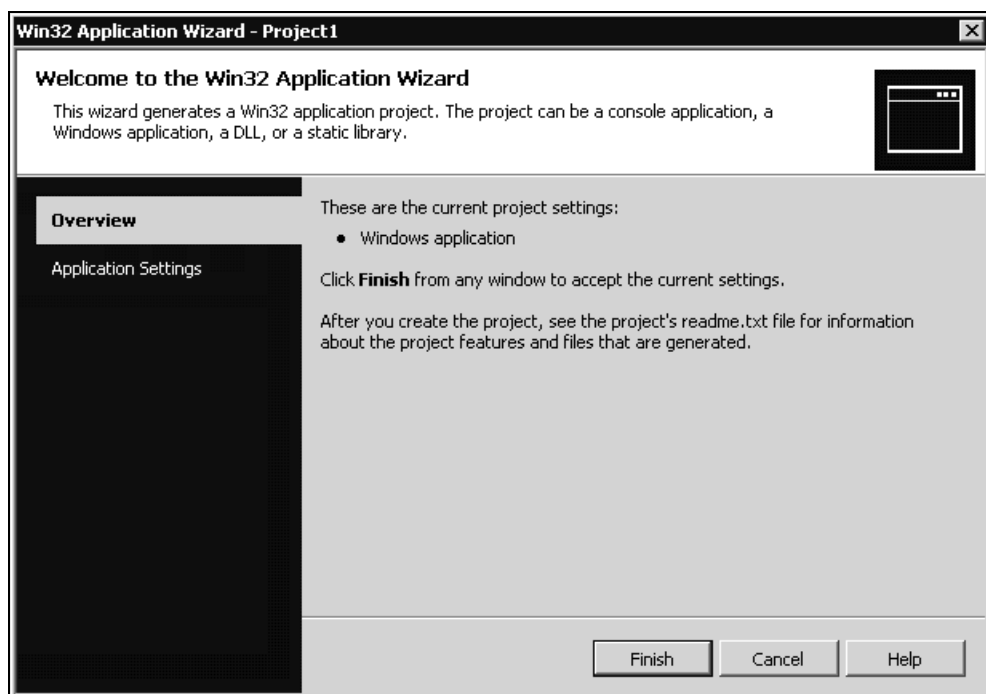 Win32 Application Wizard - Project1
Welcome to the Win32 Application Wizard
This wizard generates a Win32 application project. The project can be a console application, a
Windows application, a DLL, or a static library.
Overview
Application Settings
These are the current project settings:
• Windows application
Click Finish from any window to accept the current settings.
After you create the project, see the project's readme.txt file for information
about the project features and files that are generated.
Finish
Cancel
Help